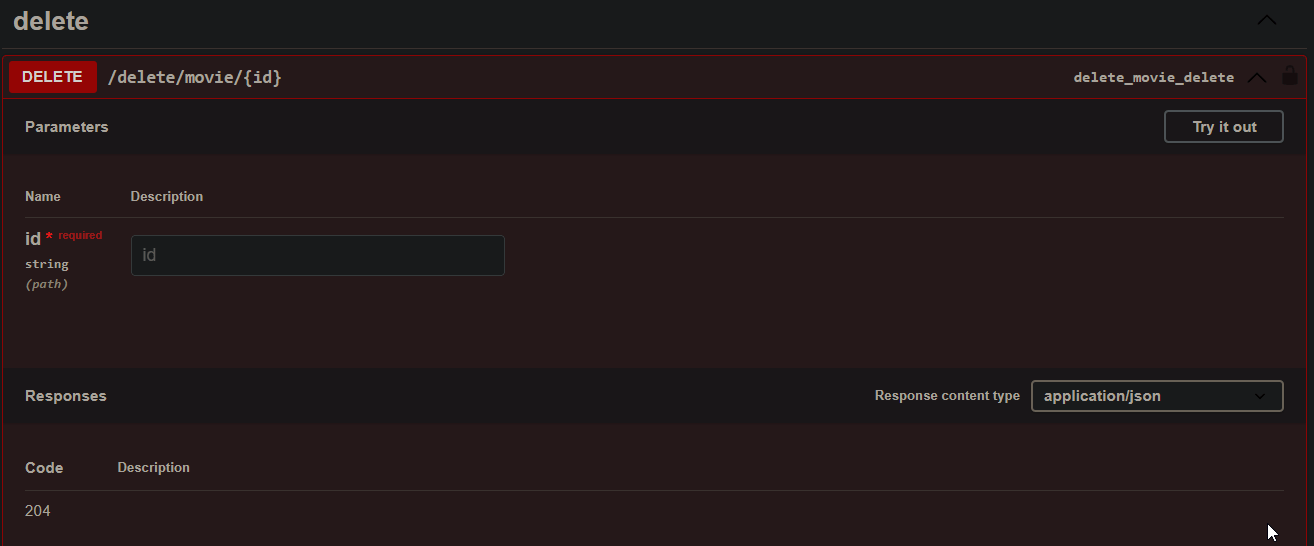 delete
DELETE /delete/movie/{id} delete_movie_delete
Parameters Try it out
Name Description
id * required
id
string
(path)
Responses Response content type application/json
Code Description
204